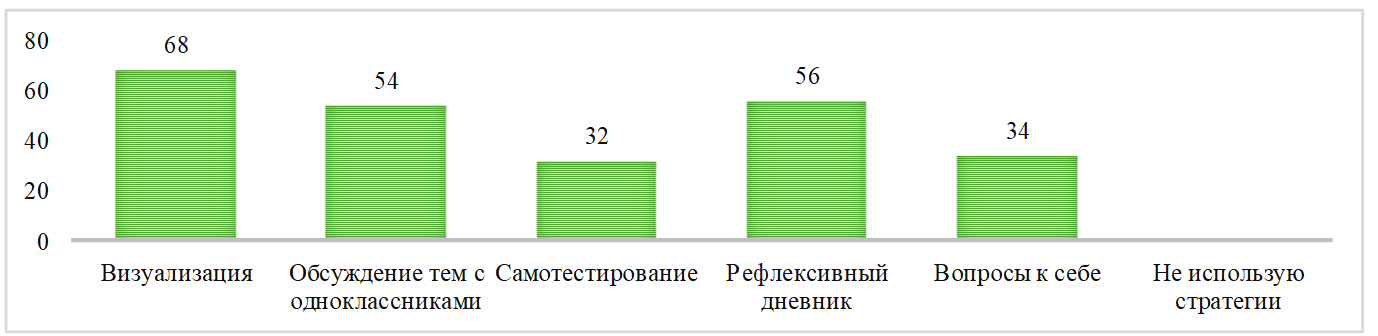 80
60
40
20
0
68
54
32
56
34
Визуализация
Обсуждение тем с
одноклассниками
Самотестирование
Рефлексивный
дневник
Вопросы к себе
Не использую
стратегии